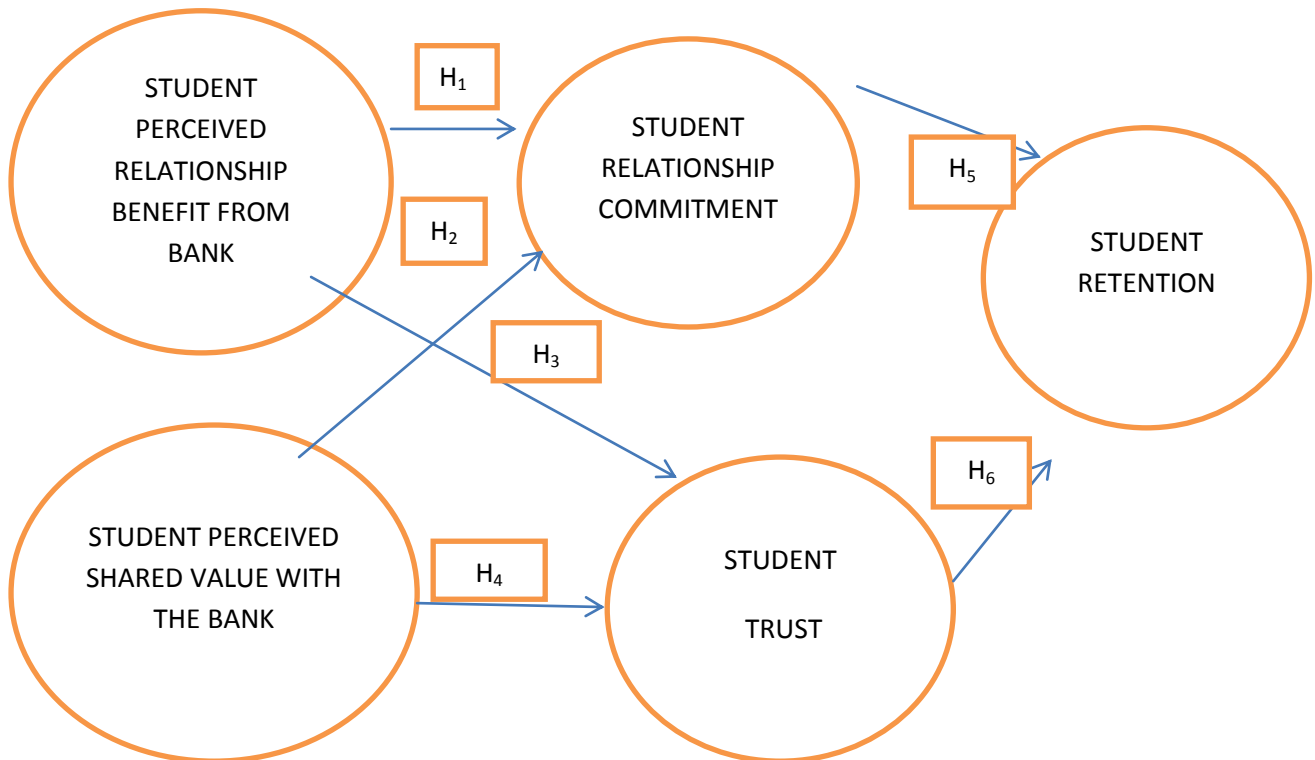 STUDENT
PERCEIVED
RELATIONSHIP
BENEFIT FROM
BANK
H₁
H₂
STUDENT
RELATIONSHIP
COMMITMENT
H₅
STUDENT
RETENTION
H₃
STUDENT PERCEIVED
SHARED VALUE WITH
THE BANK
H₄
STUDENT
TRUST
H₆